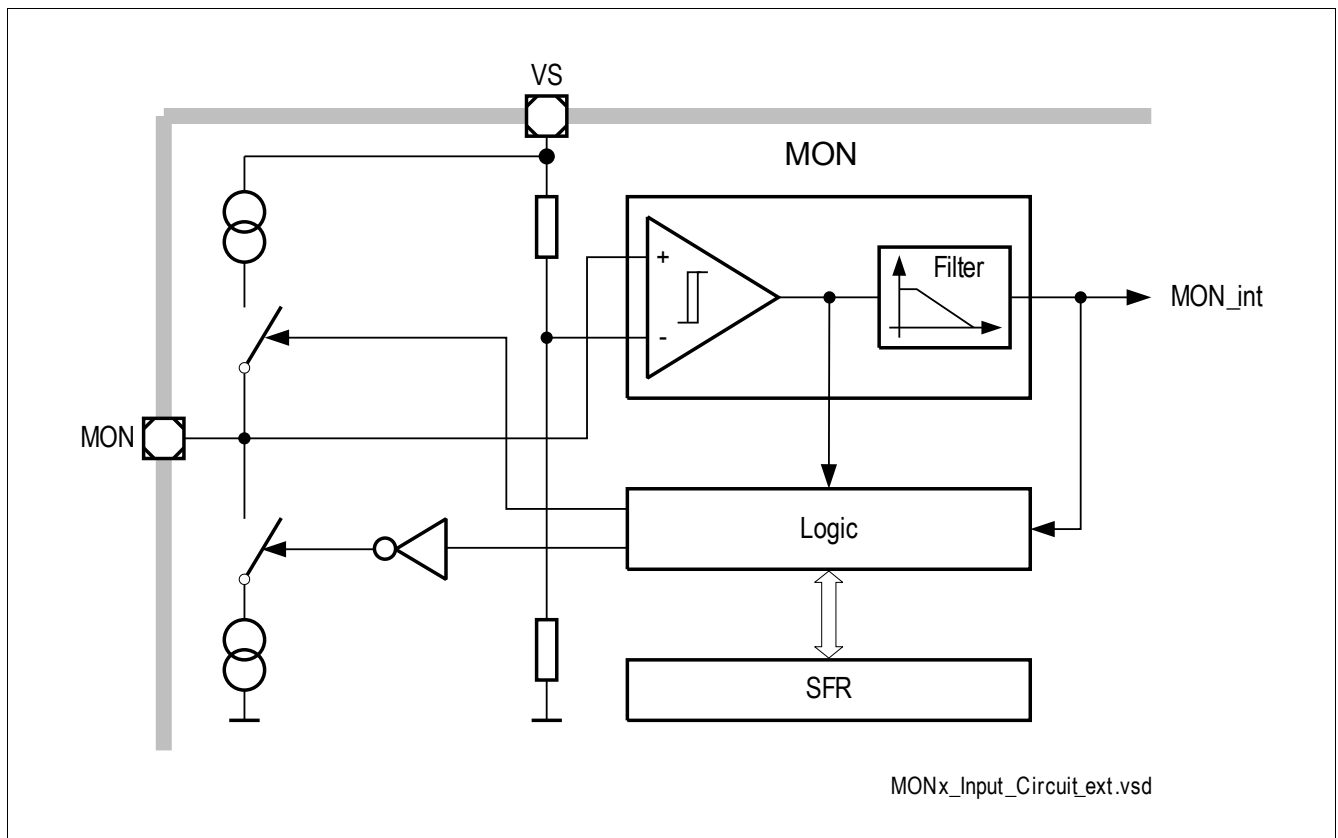 VS
MON
+
-
Filter
MON_int
MON
Logic
SFR
MONx_Input_Circuit_ext.vsd